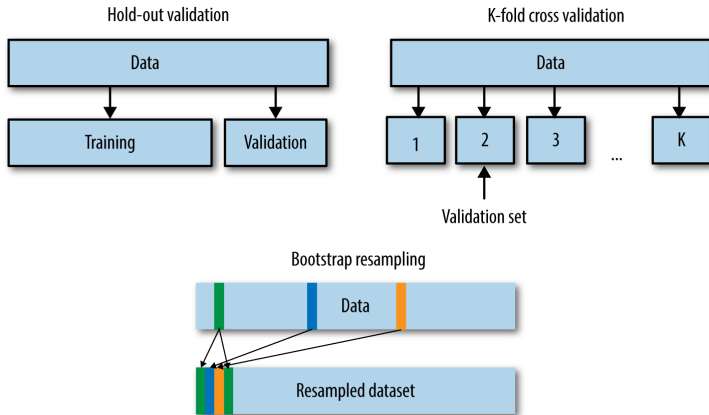 Hold-out validation
Data
Training
Validation
K-fold cross validation
Data
1
2
3
...
K
Validation set
Bootstrap resampling
Data
Resampled dataset